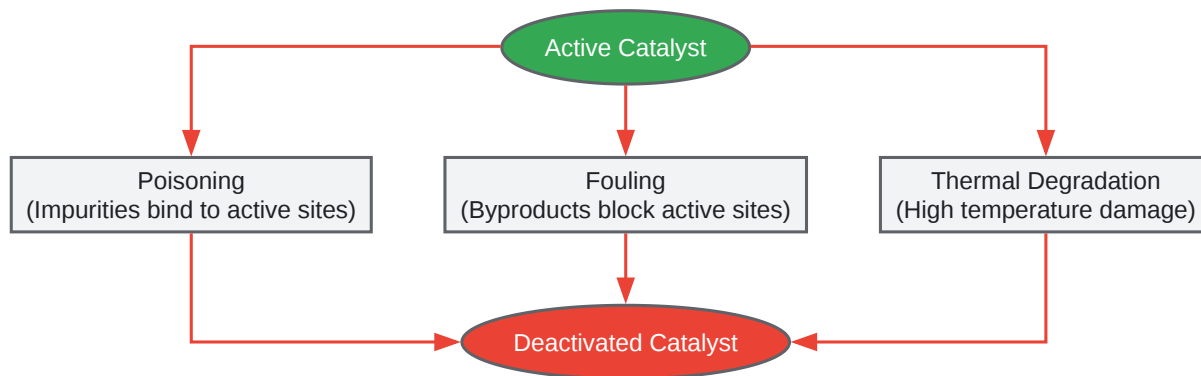 Active Catalyst
Poisoning
(Impurities bind to active sites)
Fouling
(Byproducts block active sites)
Thermal Degradation
(High temperature damage)
Deactivated Catalyst